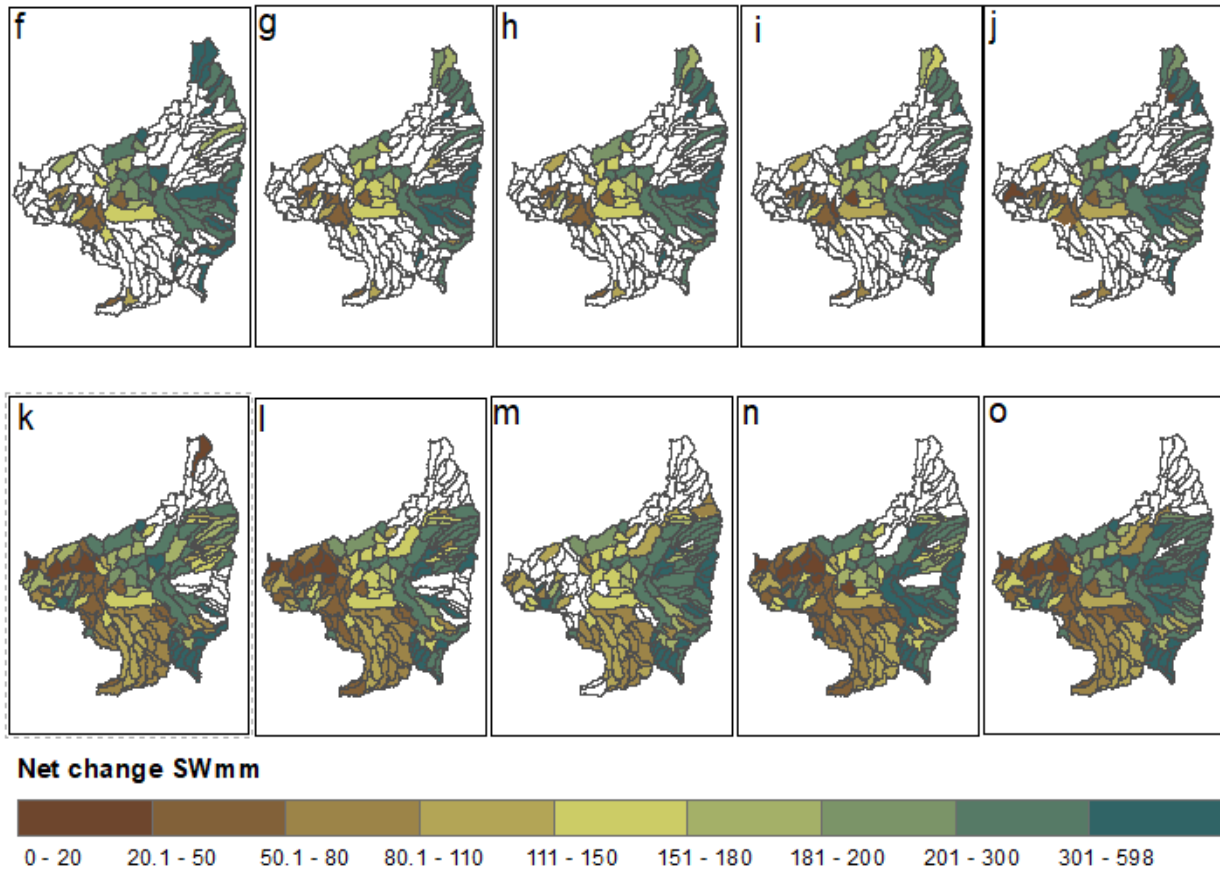 f g h i j
k l m n o
Net change SWmm
0 - 20 20.1 - 50 50.1 - 80 80.1 - 110 111 - 150 151 - 180 181 - 200 201 - 300 301 - 598